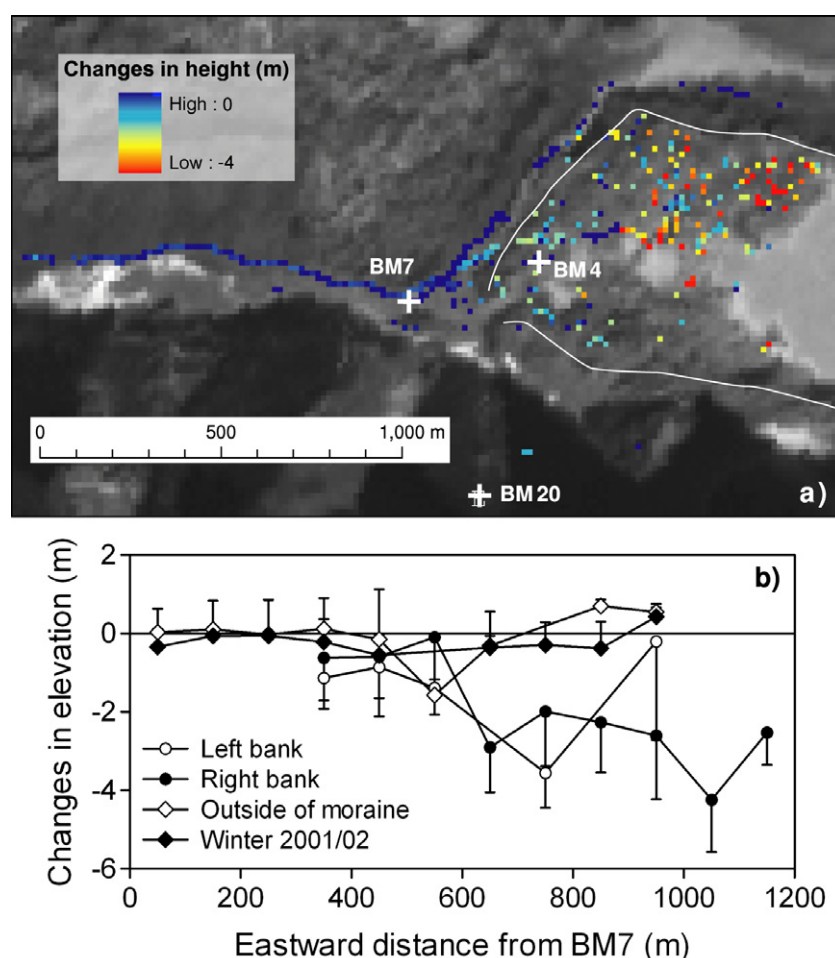 Changes in height (m)
High : 0
Low : -4
BM7
BM 4
0 500 1,000 m
BM 20
a)
b)
Changes in elevation (m)
2
0
-2
-4
-6
Left bank
Right bank
Outside of moraine
Winter 2001/02
0 200 400 600 800 1000 1200
Eastward distance from BM7 (m)